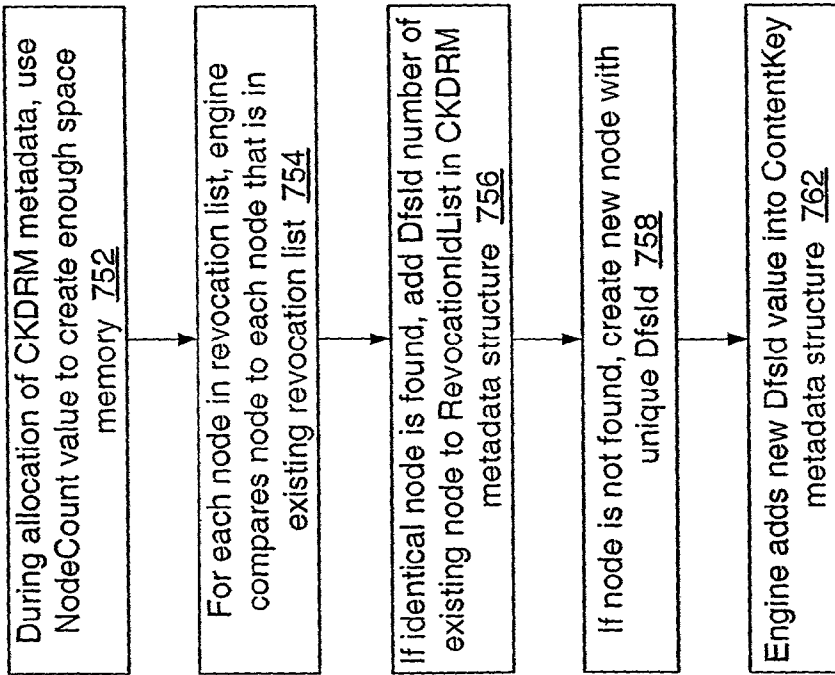 During allocation of CKDRM metadata, use
NodeCount value to create enough space
memory 752
For each node in revocation list, engine
compares node to each node that is in
existing revocation list 754
If identical node is found, add DfsId number of
existing node to RevocationIdList in CKDRM
metadata structure 756
If node is not found, create new node with
unique DfsId 758
Engine adds new DfsId value into ContentKey
metadata structure 762